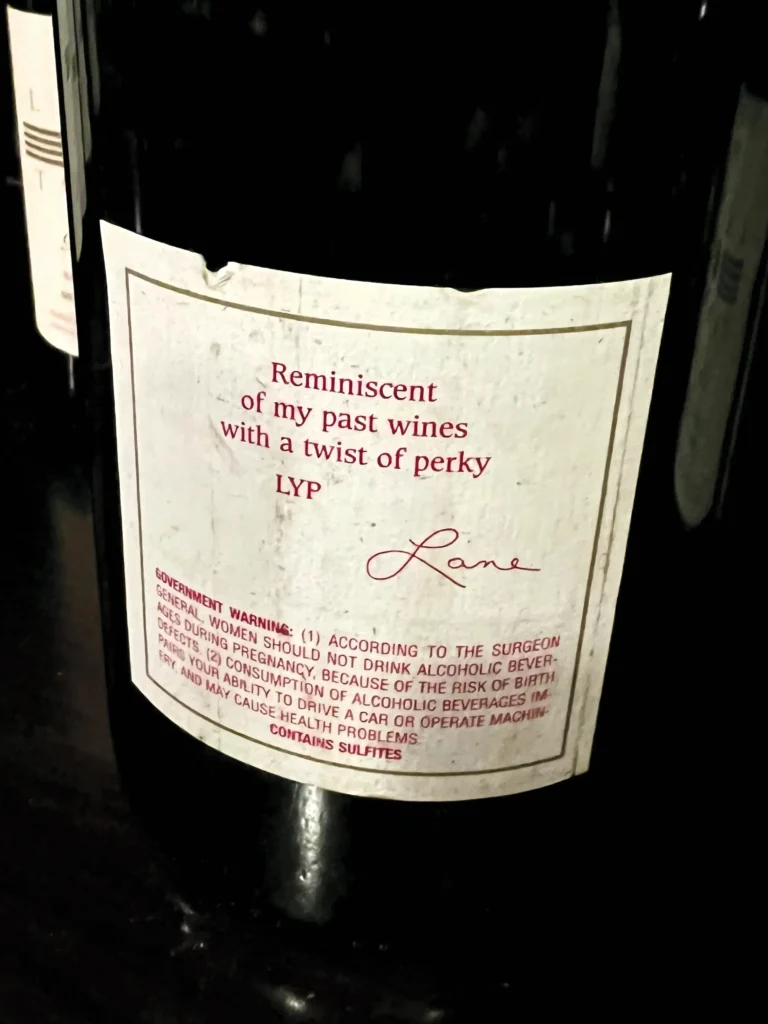 L
T
Reminiscent
of my past wines
with a twist of perky
LYP
Lane
GOVERNMENT WARNING: (1) ACCORDING TO THE SURGEON
GENERAL, WOMEN SHOULD NOT DRINK ALCOHOLIC BEVER-
AGES DURING PREGNANCY, BECAUSE OF THE RISK OF BIRTH
DEFECTS. (2) CONSUMPTION OF ALCOHOLIC BEVERAGES IM-
PAIRS YOUR ABILITY TO DRIVE A CAR OR OPERATE MACHIN-
ERY, AND MAY CAUSE HEALTH PROBLEMS.
CONTAINS SULFITES